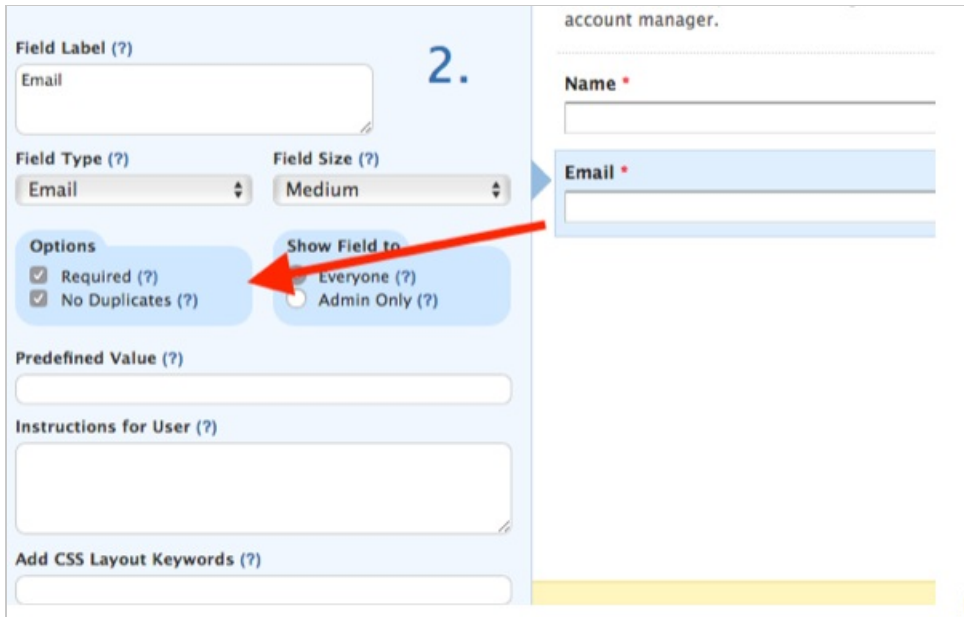 account manager.
Field Label (?)
2.
Email
Name *
Field Type (?) Field Size (?)
Email Medium
Email *
Options
Required (?)
No Duplicates (?)
Show Field to
Everyone (?)
Admin Only (?)
Predefined Value (?)
Instructions for User (?)
Add CSS Layout Keywords (?)